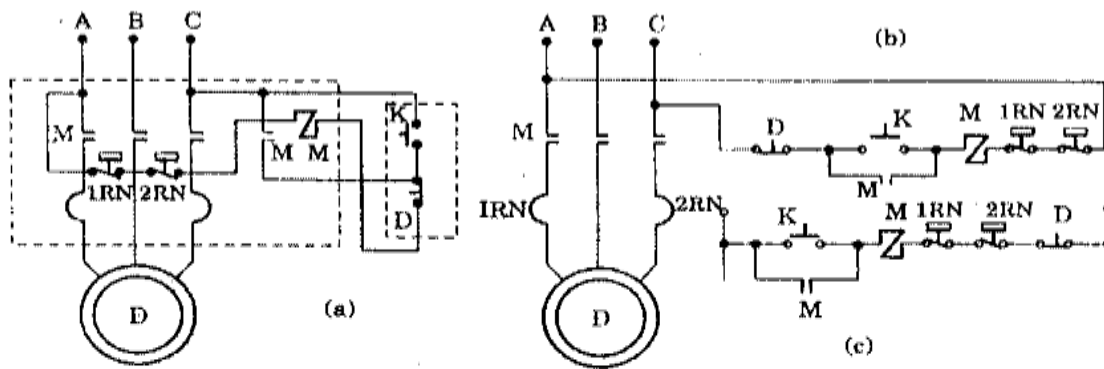 A B C
K
M
M M
1RN 2RN
D
D
(a)
A B C
(b)
M
D K M 1RN 2RN
M
1RN
2RN
K M 1RN 2RN D
M
D
(c)